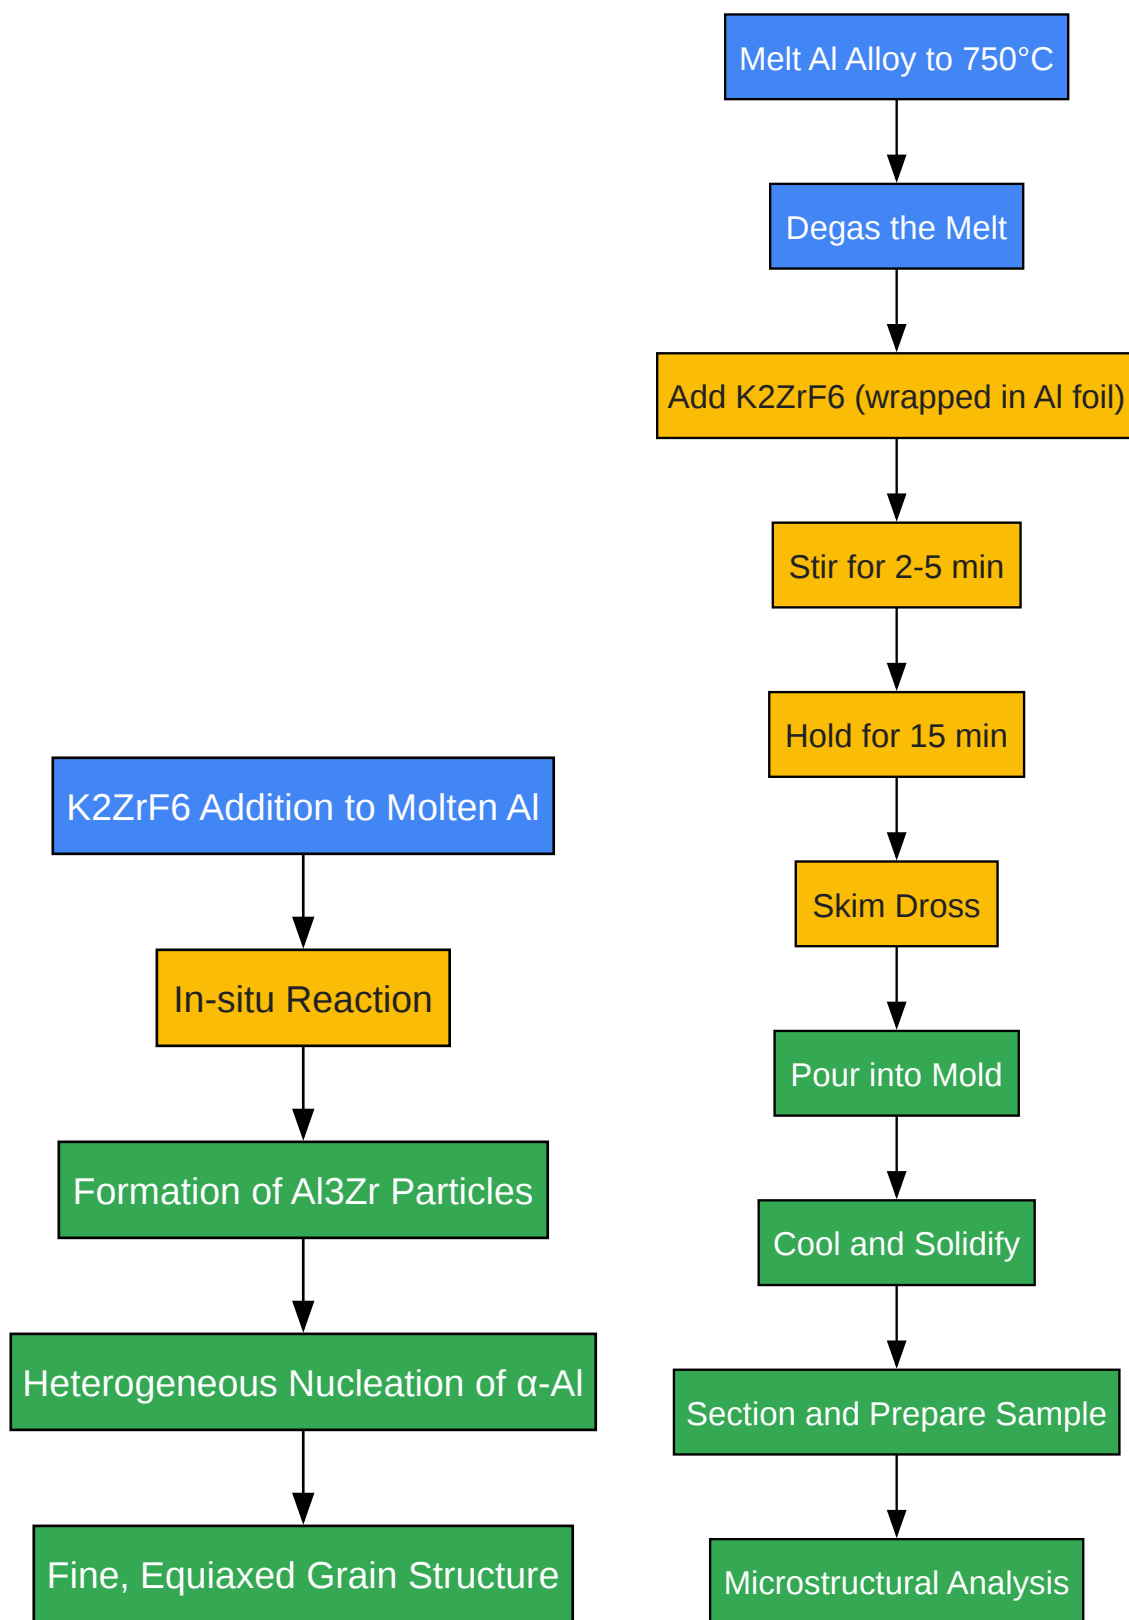 K2ZrF6 Addition to Molten Al
In-situ Reaction
Formation of Al3Zr Particles
Heterogeneous Nucleation of α-Al
Fine, Equiaxed Grain Structure
Melt Al Alloy to 750°C
Degas the Melt
Add K2ZrF6 (wrapped in Al foil)
Stir for 2-5 min
Hold for 15 min
Skim Dross
Pour into Mold
Cool and Solidify
Section and Prepare Sample
Microstructural Analysis